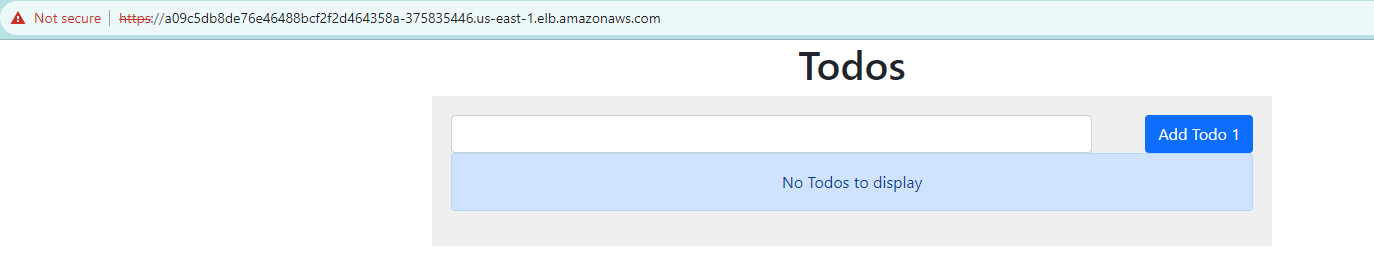 Not secure https://a09c5db8de76e46488bcf2f2d464358a-375835446.us-east-1.elb.amazonaws.com
Todos
Add Todo 1
No Todos to display